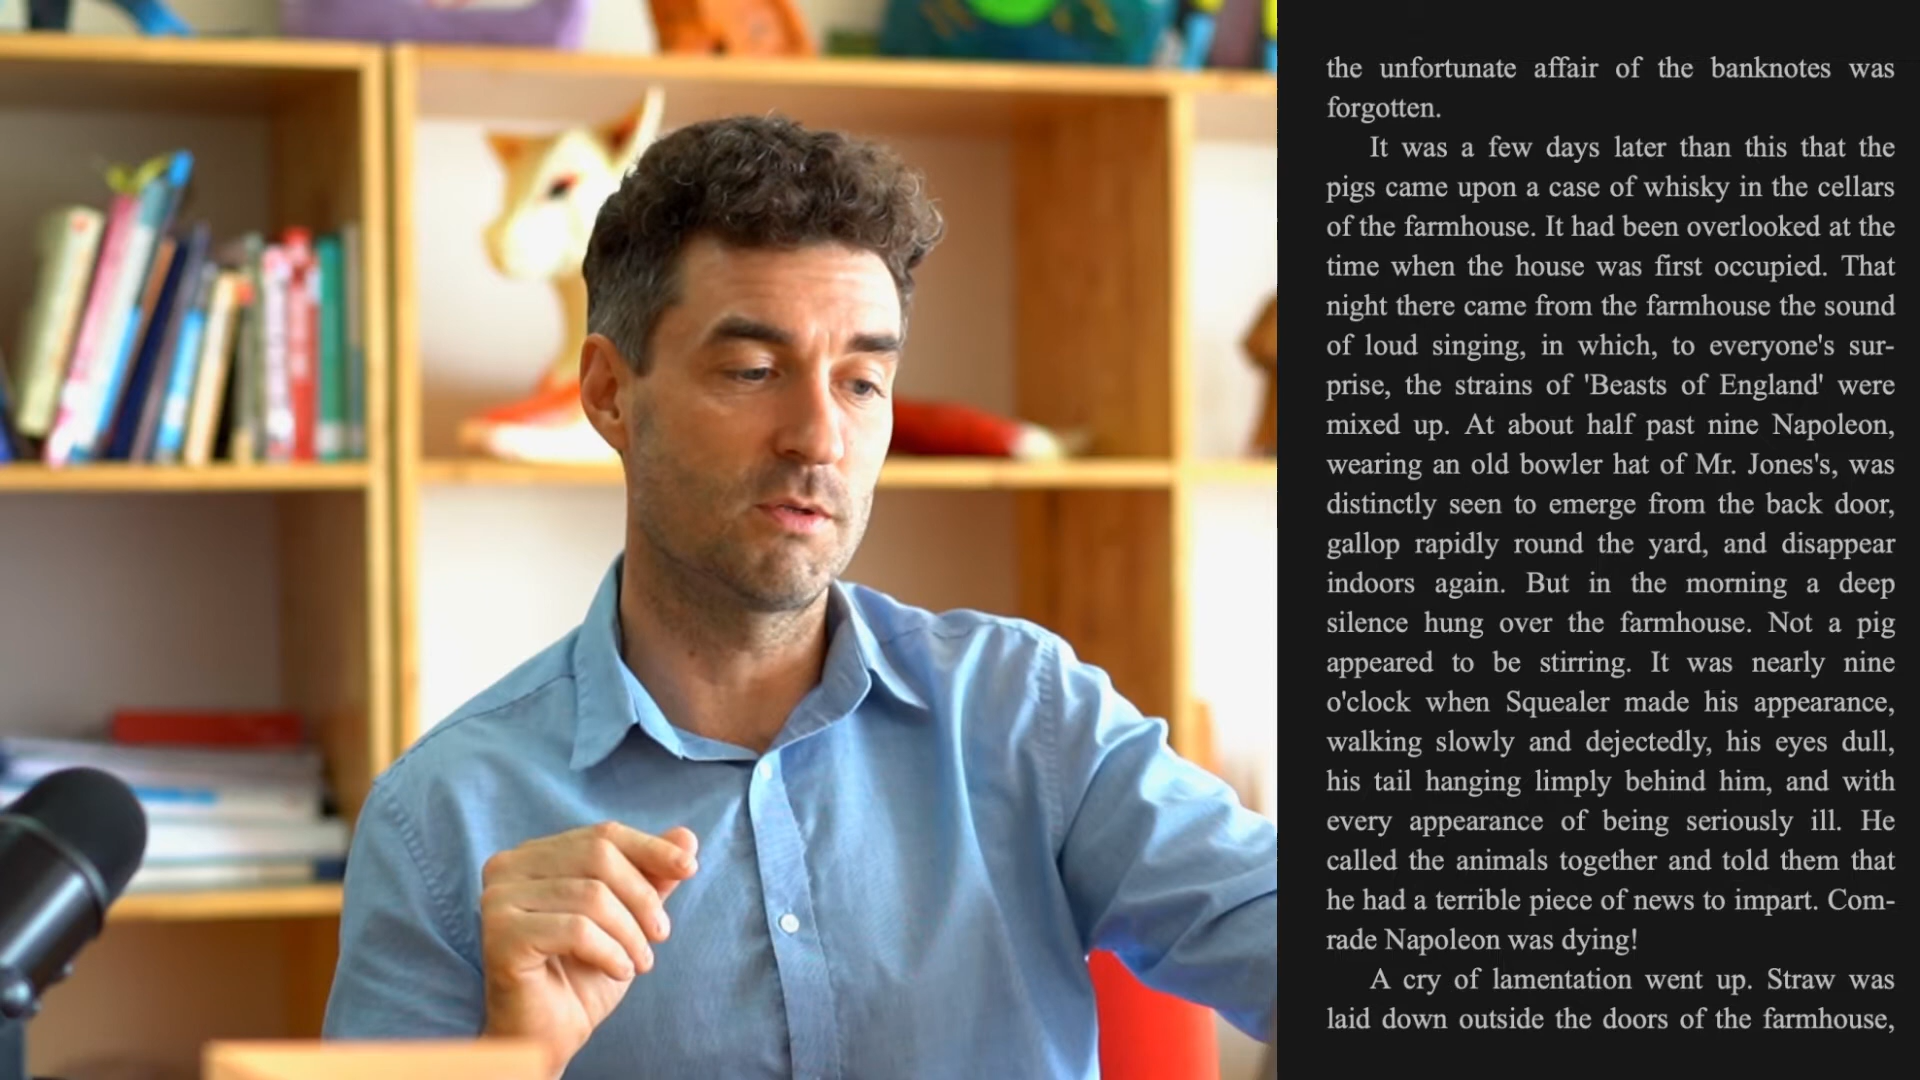 the unfortunate affair of the banknotes was
forgotten.
It was a few days later than this that the
pigs came upon a case of whisky in the cellars
of the farmhouse. It had been overlooked at the
time when the house was first occupied. That
night there came from the farmhouse the sound
of loud singing, in which, to everyone's sur-
prise, the strains of 'Beasts of England' were
mixed up. At about half past nine Napoleon,
wearing an old bowler hat of Mr. Jones's, was
distinctly seen to emerge from the back door,
gallop rapidly round the yard, and disappear
indoors again. But in the morning a deep
silence hung over the farmhouse. Not a pig
appeared to be stirring. It was nearly nine
o'clock when Squealer made his appearance,
walking slowly and dejectedly, his eyes dull,
his tail hanging limply behind him, and with
every appearance of being seriously ill. He
called the animals together and told them that
he had a terrible piece of news to impart. Com-
rade Napoleon was dying!
A cry of lamentation went up. Straw was
laid down outside the doors of the farmhouse,